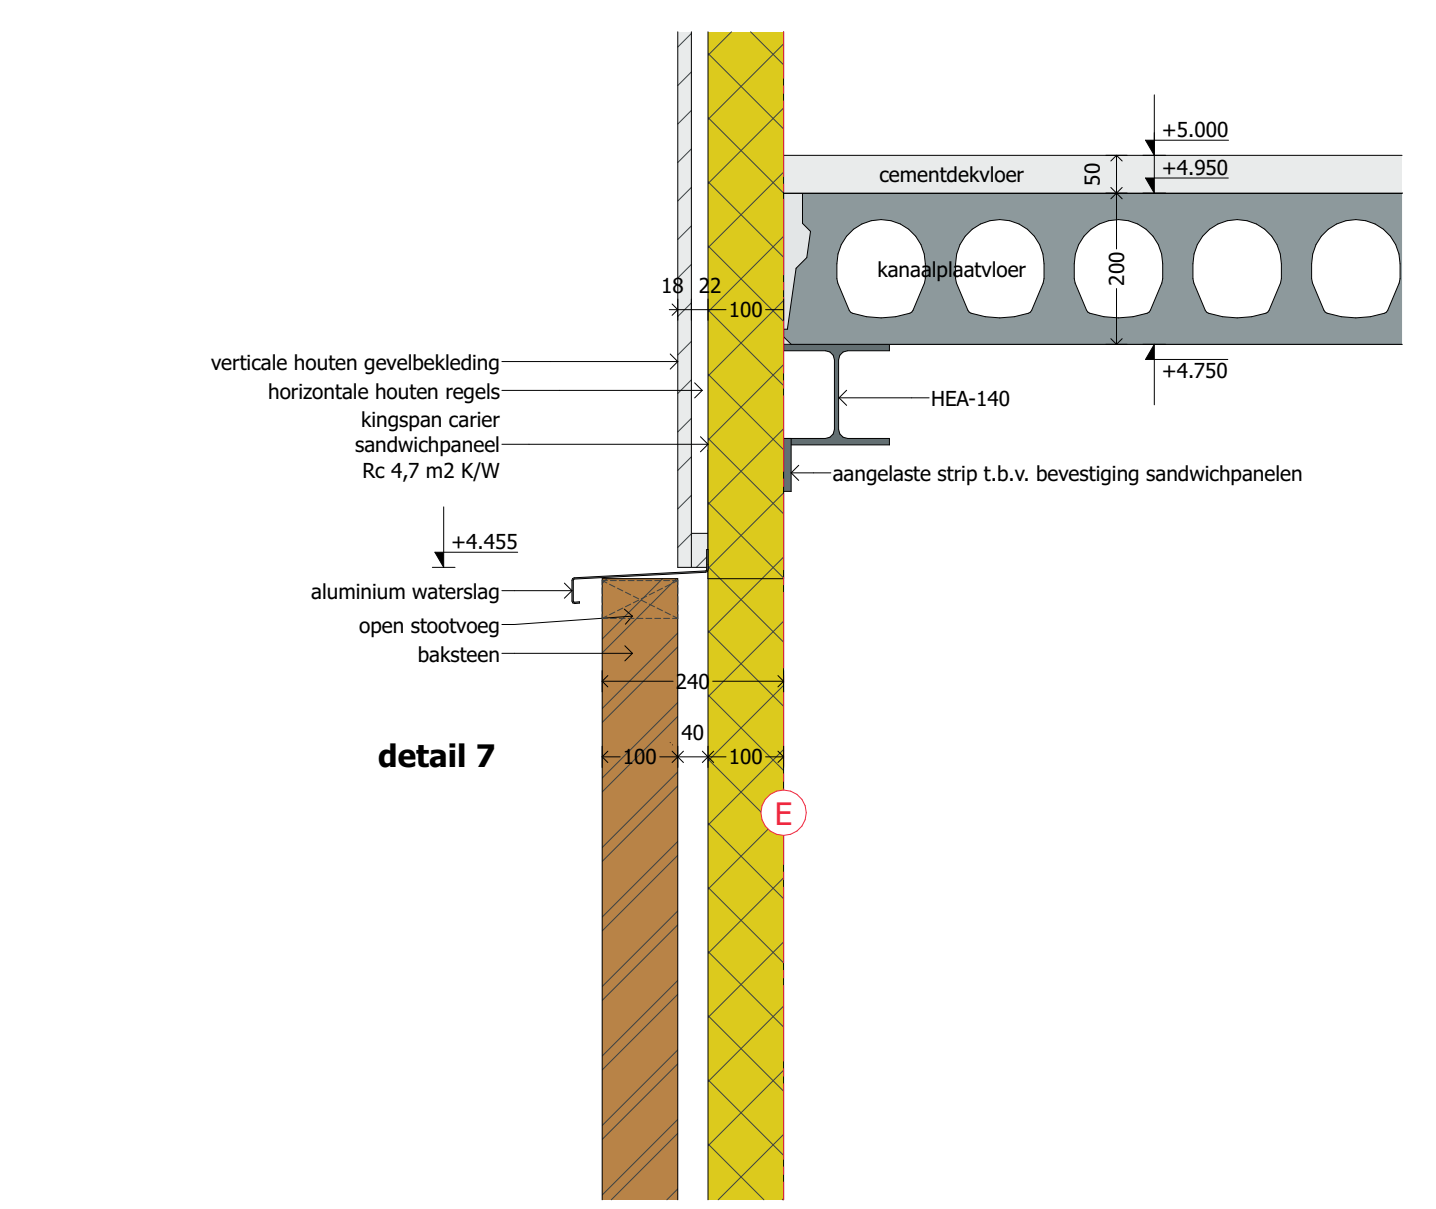 +5.000
cementdekvloer
50
+4.950
kanaalplaatvloer
200
18
22
100
verticale houten gevelbekleding
+4.750
horizontale houten regels
HEA-140
kingspan carier
sandwichpaneel
Rc 4,7 m2 K/W
aangelaste strip t.b.v. bevestiging sandwichpanelen
+4.455
aluminium waterslag
open stootvoeg
baksteen
240
40
detail 7
100
100
E